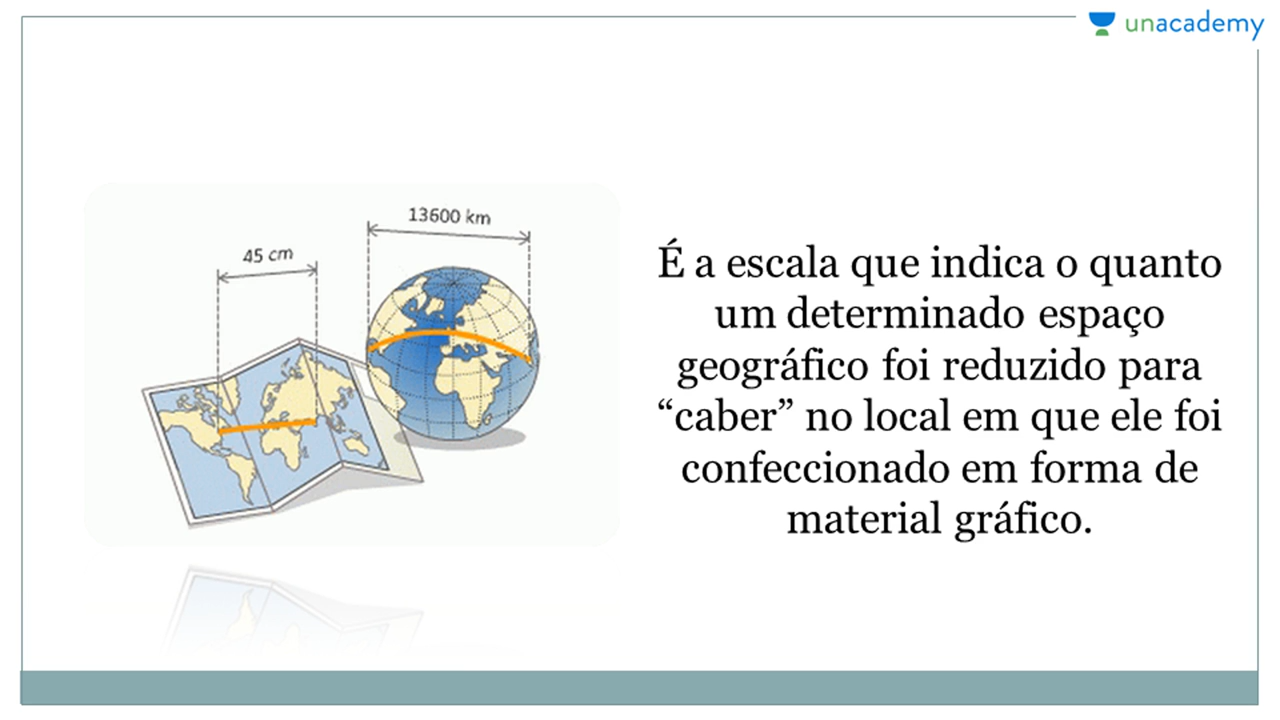 unacademy
13600 km
45 cm
É a escala que indica o quanto
um determinado espaço
geográfico foi reduzido para
“caber” no local em que ele foi
confeccionado em forma de
material gráfico.